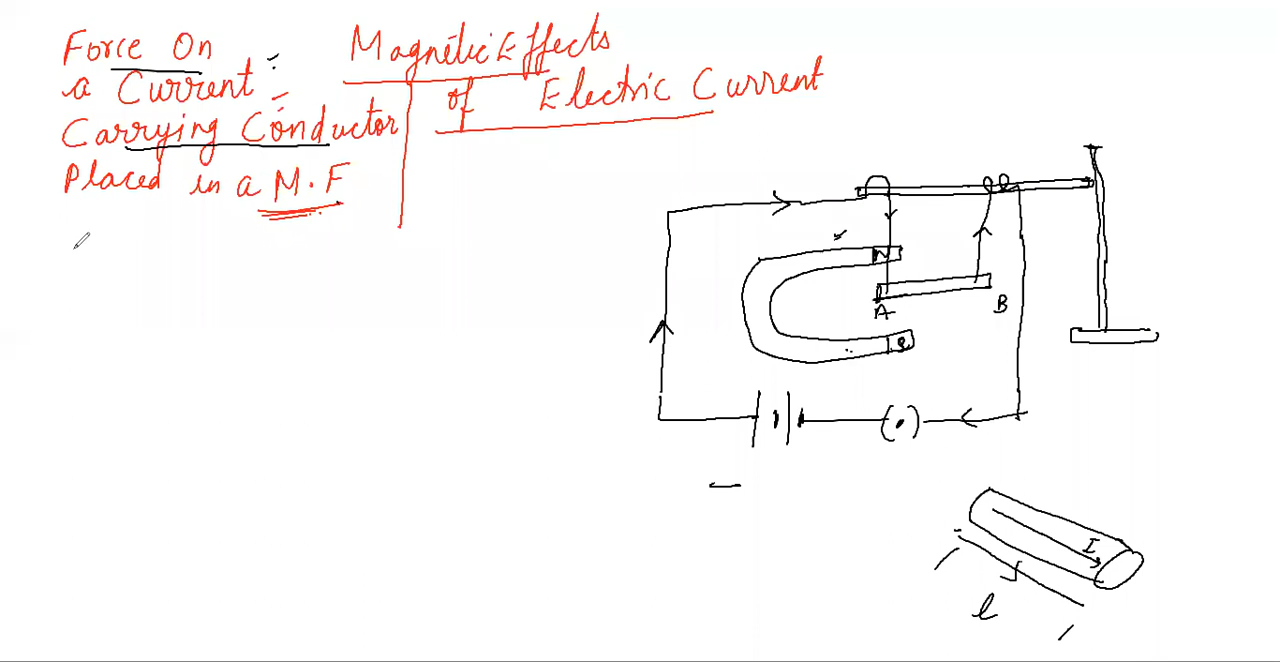 Force On
a Current :-
Carrying Conductor
Placed in a M.F
Magnetic Effects
of Electric Current
N
A
B
S
I
l